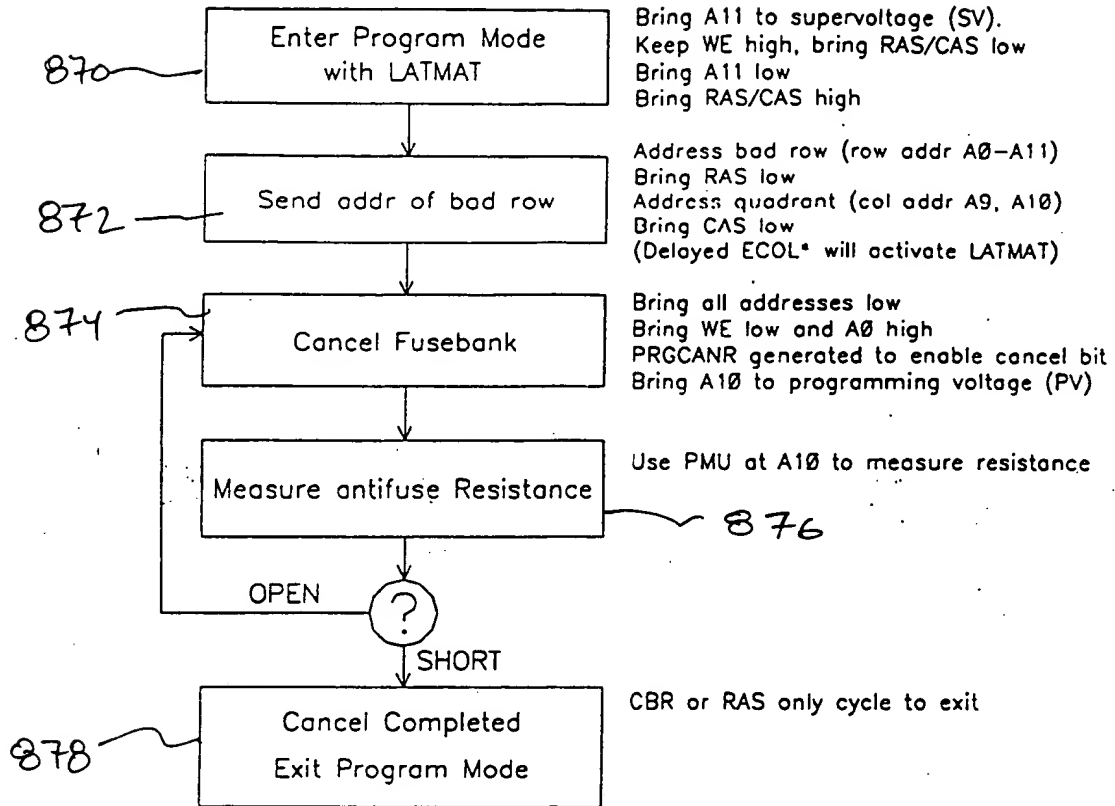 Enter Program Mode
with LATMAT
870
Bring A11 to supervoltage (SV).
Keep WE high, bring RAS/CAS low
Bring A11 low
Bring RAS/CAS high
Send addr of bad row
872
Address bad row (row addr AØ–A11)
Bring RAS low
Address quadrant (col addr A9, A1Ø)
Bring CAS low
(Delayed ECOL* will activate LATMAT)
874
Cancel Fusebank
Bring all addresses low
Bring WE low and AØ high
PRGCANR generated to enable cancel bit
Bring A1Ø to programming voltage (PV)
Measure antifuse Resistance
Use PMU at A1Ø to measure resistance
876
OPEN
?
SHORT
Cancel Completed
Exit Program Mode
878
CBR or RAS only cycle to exit